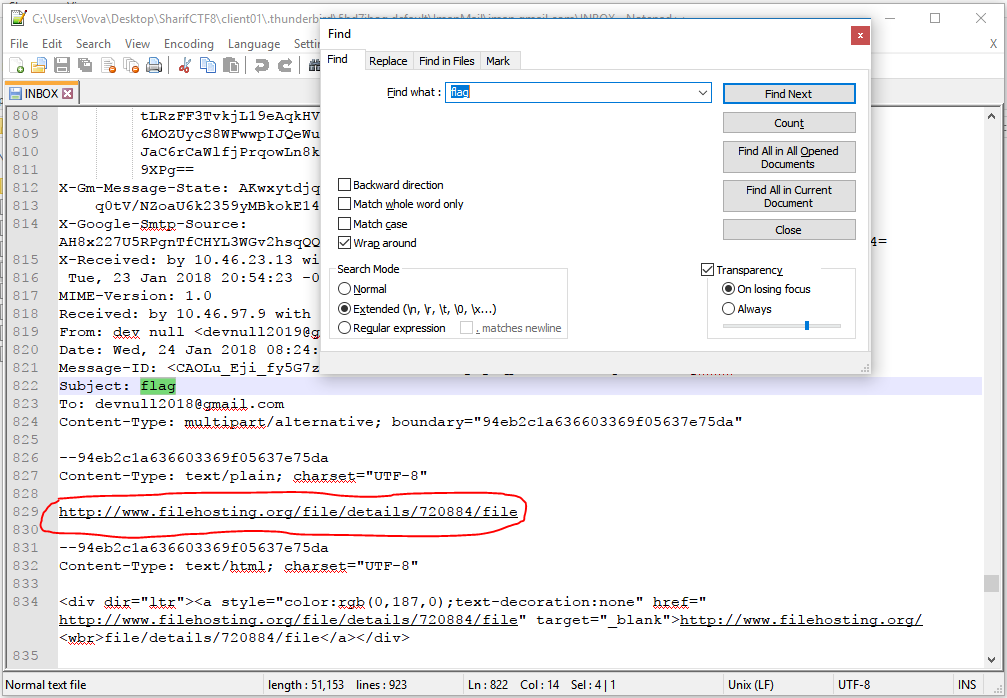 C:\Users\Vova\Desktop\SharifCTF8\client01\.thunderbird\
File Edit Search View Encoding Language
X
INBOX
Find
Find Replace Find in Files Mark
Find what : flag
Find Next
Count
Find All in All Opened Documents
Find All in Current Document
Close
Backward direction
Match whole word only
Match case
Wrap around
Search Mode
Normal
Extended (\n, \r, \t, \0, \x...)
Regular expression . matches newline
Transparency
On losing focus
Always
808 tLRzFF3TvkjL19eAqkHV
809 6MOZUycS8WFwwpIJQeWu
810 JaC6rCaWlfjPrqowLn8k
811 9XPg==
812 X-Gm-Message-State: AKwxytdjq
813 q0tV/NZoaU6k2359yMBkokE14
814 X-Google-Smtp-Source:
AH8x227U5RPgnTfCHYL3WGv2hsqQQ 4=
815 X-Received: by 10.46.23.13 wi
816 Tue, 23 Jan 2018 20:54:23 -0
817 MIME-Version: 1.0
818 Received: by 10.46.97.9 with
819 From: dev null <devnull2019@g
820 Date: Wed, 24 Jan 2018 08:24:
821 Message-ID: <CAOLu_Eji_fy5G7z
822 Subject: flag
823 To: devnull2018@gmail.com
824 Content-Type: multipart/alternative; boundary="94eb2c1a636603369f05637e75da"
825
826 --94eb2c1a636603369f05637e75da
827 Content-Type: text/plain; charset="UTF-8"
828
829 http://www.filehosting.org/file/details/720884/file
830
831 --94eb2c1a636603369f05637e75da
832 Content-Type: text/html; charset="UTF-8"
833
834 <div dir="ltr"><a style="color:rgb(0,187,0);text-decoration:none" href="
http://www.filehosting.org/file/details/720884/file" target="_blank">http://www.filehosting.org/
<wbr>file/details/720884/file</a></div>
835
Normal text file length : 51,153 lines : 923 Ln : 822 Col : 14 Sel : 4 | 1 Unix (LF) UTF-8 INS